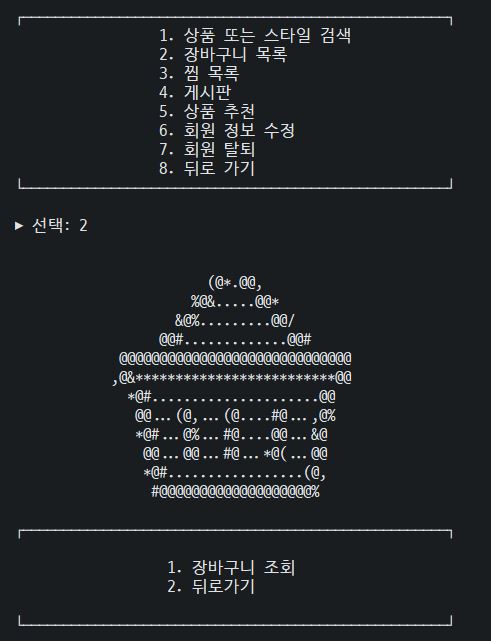 1. 상품 또는 스타일 검색
2. 장바구니 목록
3. 찜 목록
4. 게시판
5. 상품 추천
6. 회원 정보 수정
7. 회원 탈퇴
8. 뒤로 가기
▶ 선택: 2
1. 장바구니 조회
2. 뒤로가기